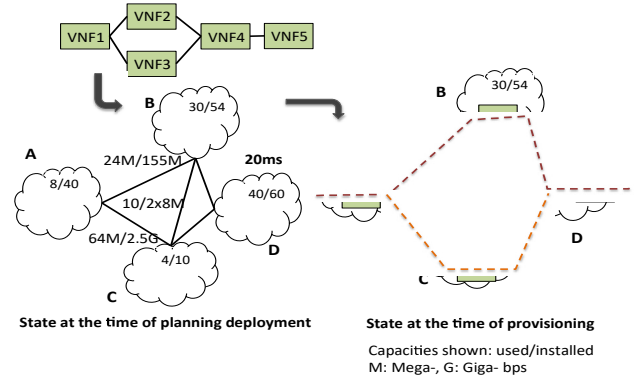 VNF2
VNF1
VNF4
VNF5
VNF3
B
30/54
A
24M/155M
20ms
8/40
10/2x8M
40/60
64M/2.5G
4/10
D
C
State at the time of planning deployment
B
30/54
D
C
State at the time of provisioning
Capacities shown: used/installed
M: Mega-, G: Giga- bps